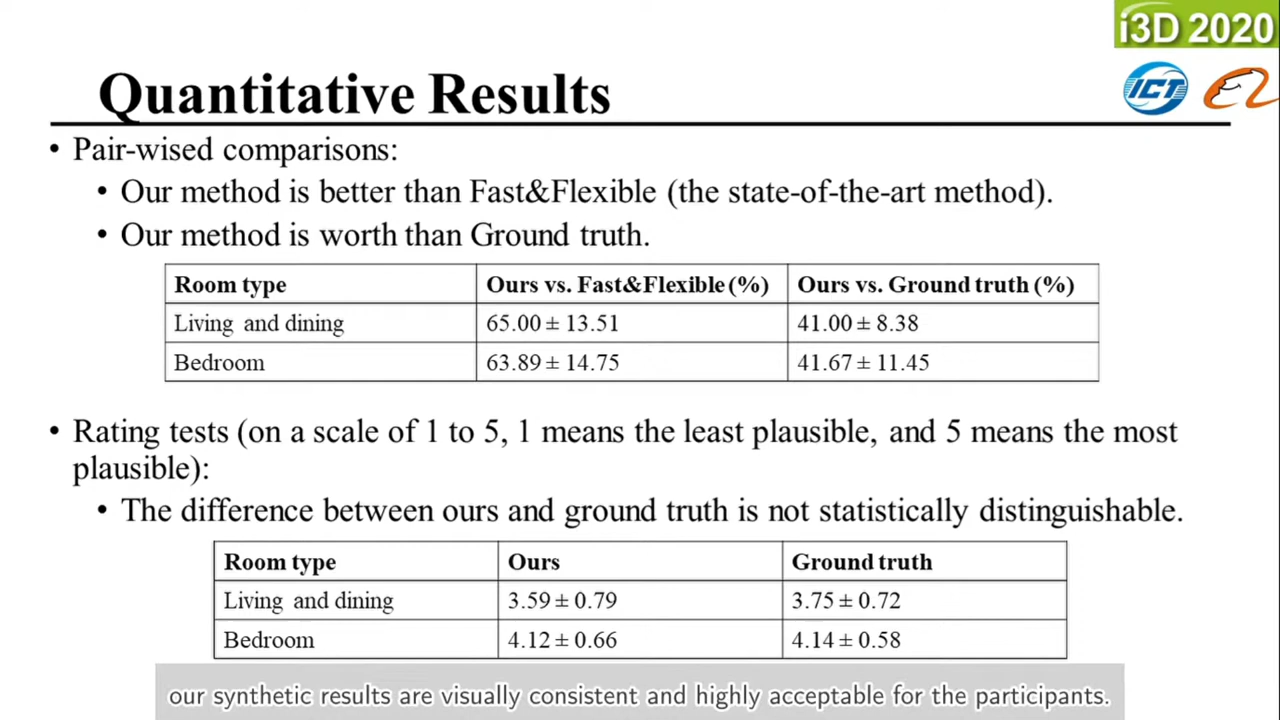 i3D 2020
ICT
Quantitative Results
• Pair-wised comparisons:
• Our method is better than Fast&Flexible (the state-of-the-art method).
• Our method is worth than Ground truth.
Room type Ours vs. Fast&Flexible (%) Ours vs. Ground truth (%)
Living and dining 65.00 ± 13.51 41.00 ± 8.38
Bedroom 63.89 ± 14.75 41.67 ± 11.45
• Rating tests (on a scale of 1 to 5, 1 means the least plausible, and 5 means the most
plausible):
• The difference between ours and ground truth is not statistically distinguishable.
Room type Ours Ground truth
Living and dining 3.59 ± 0.79 3.75 ± 0.72
Bedroom 4.12 ± 0.66 4.14 ± 0.58
our synthetic results are visually consistent and highly acceptable for the participants.